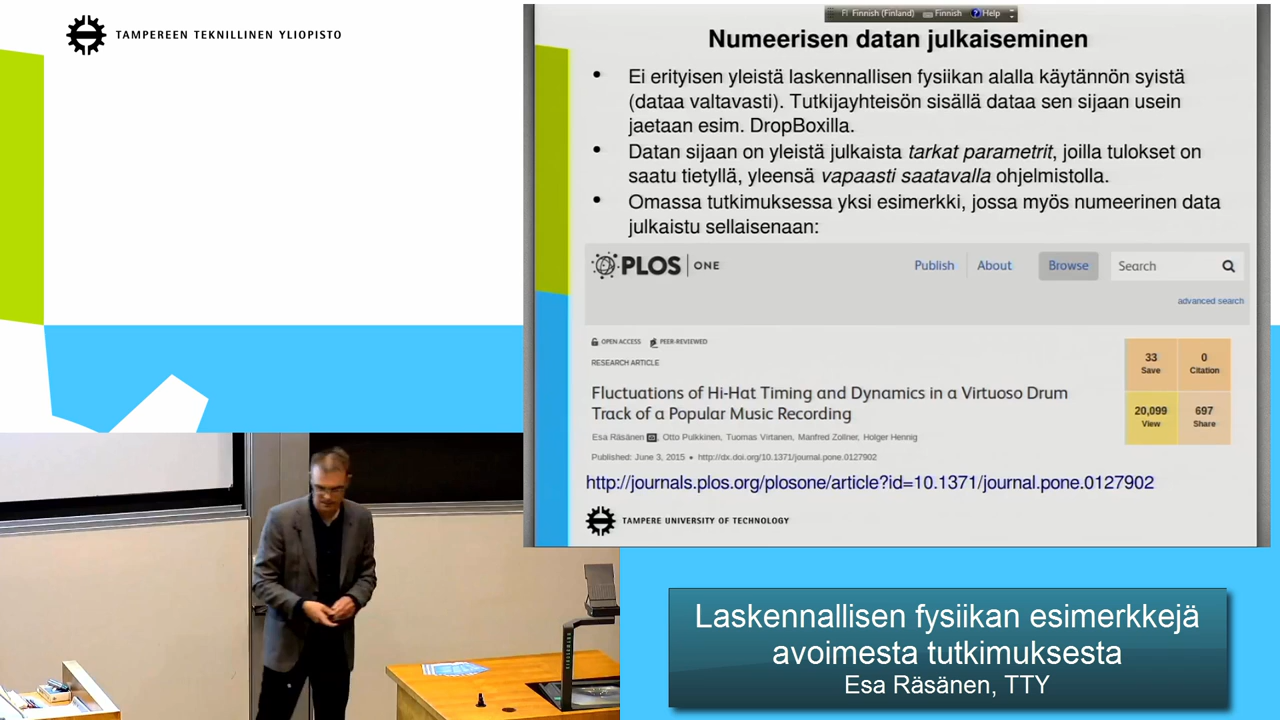 TAMPEREEN TEKNILLINEN YLIOPISTO
FI Finnish (Finland) Finnish Help
Numeerisen datan julkaiseminen
• Ei erityisen yleistä laskennallisen fysiikan alalla käytännön syistä
(dataa valtavasti). Tutkijayhteisön sisällä dataa sen sijaan usein
jaetaan esim. DropBoxilla.
• Datan sijaan on yleistä julkaista tarkat parametrit, joilla tulokset on
saatu tietyllä, yleensä vapaasti saatavalla ohjelmistolla.
• Omassa tutkimuksessa yksi esimerkki, jossa myös numeerinen data
julkaistu sellaisenaan:
PLOS ONE
Publish About Browse Search
advanced search
OPEN ACCESS PEER-REVIEWED
RESEARCH ARTICLE
33 0
Save Citation
Fluctuations of Hi-Hat Timing and Dynamics in a Virtuoso Drum
Track of a Popular Music Recording
20,099 697
View Share
Esa Räsänen, Otto Pulkkinen, Tuomas Virtanen, Manfred Zollner, Holger Hennig
Published: June 3, 2015 • http://dx.doi.org/10.1371/journal.pone.0127902
http://journals.plos.org/plosone/article?id=10.1371/journal.pone.0127902
TAMPERE UNIVERSITY OF TECHNOLOGY
Laskennallisen fysiikan esimerkkejä
avoimesta tutkimuksesta
Esa Räsänen, TTY